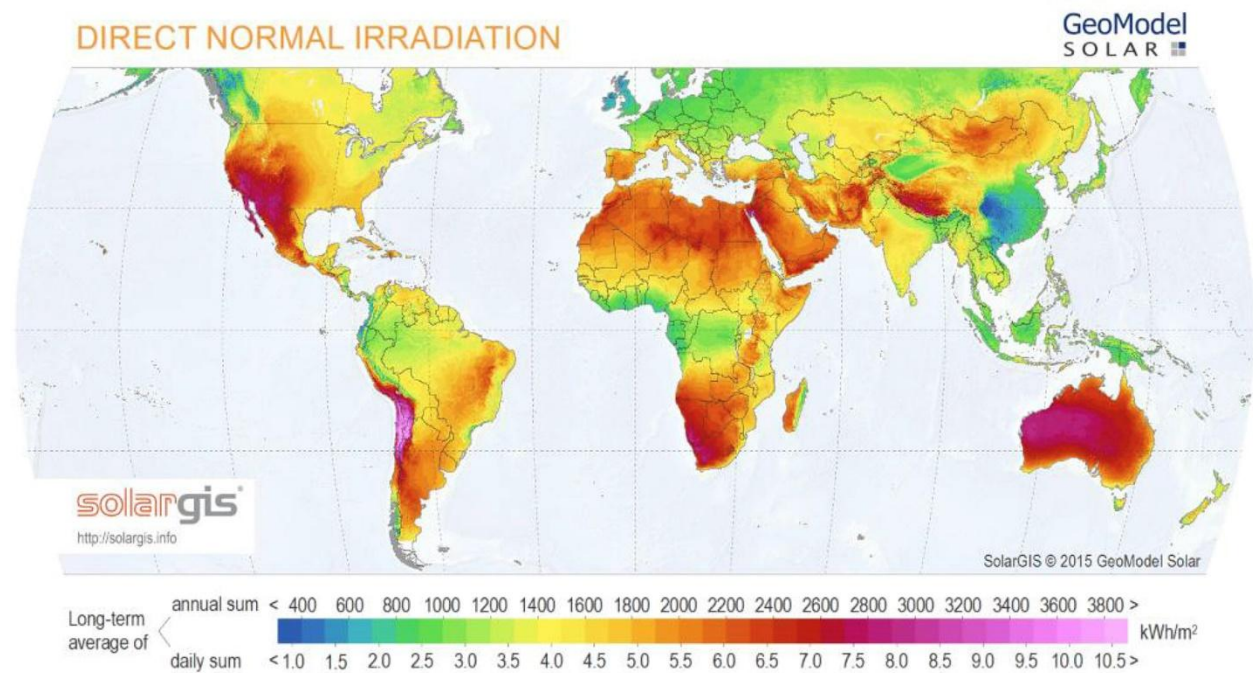 DIRECT NORMAL IRRADIATION
GeoModel
SOLAR
solargis®
http://solargis.info
SolarGIS © 2015 GeoModel Solar
Long-term
average of
annual sum < 400 600 800 1000 1200 1400 1600 1800 2000 2200 2400 2600 2800 3000 3200 3400 3600 3800 >
kWh/m²
daily sum < 1.0 1.5 2.0 2.5 3.0 3.5 4.0 4.5 5.0 5.5 6.0 6.5 7.0 7.5 8.0 8.5 9.0 9.5 10.0 10.5 >